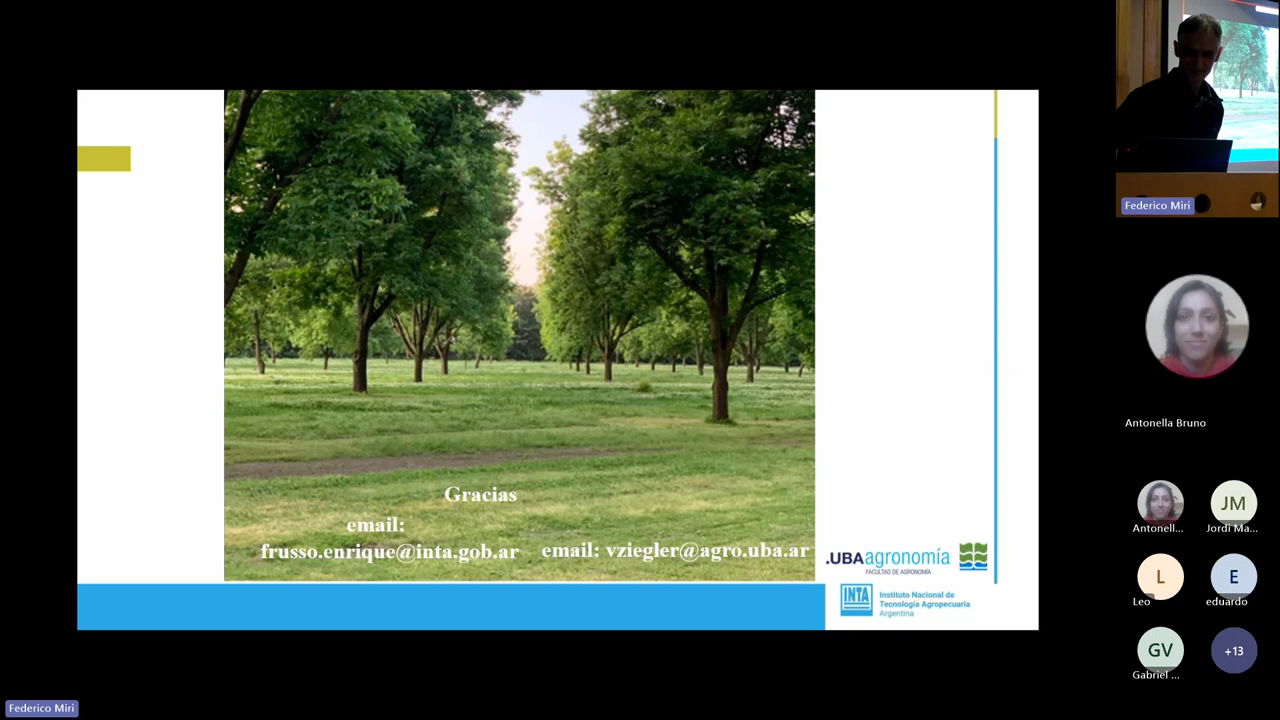 Gracias
email:
frusso.enrique@inta.gob.ar
email: vziegler@agro.uba.ar
.UBAagronomía
FACULTAD DE AGRONOMÍA
INTA
Instituto Nacional de
Tecnología Agropecuaria
Argentina
Federico Miri
Antonella Bruno
Antonell...
JM
Jordi Ma...
L
Leo
E
eduardo
GV
Gabriel ...
+13
Federico Miri